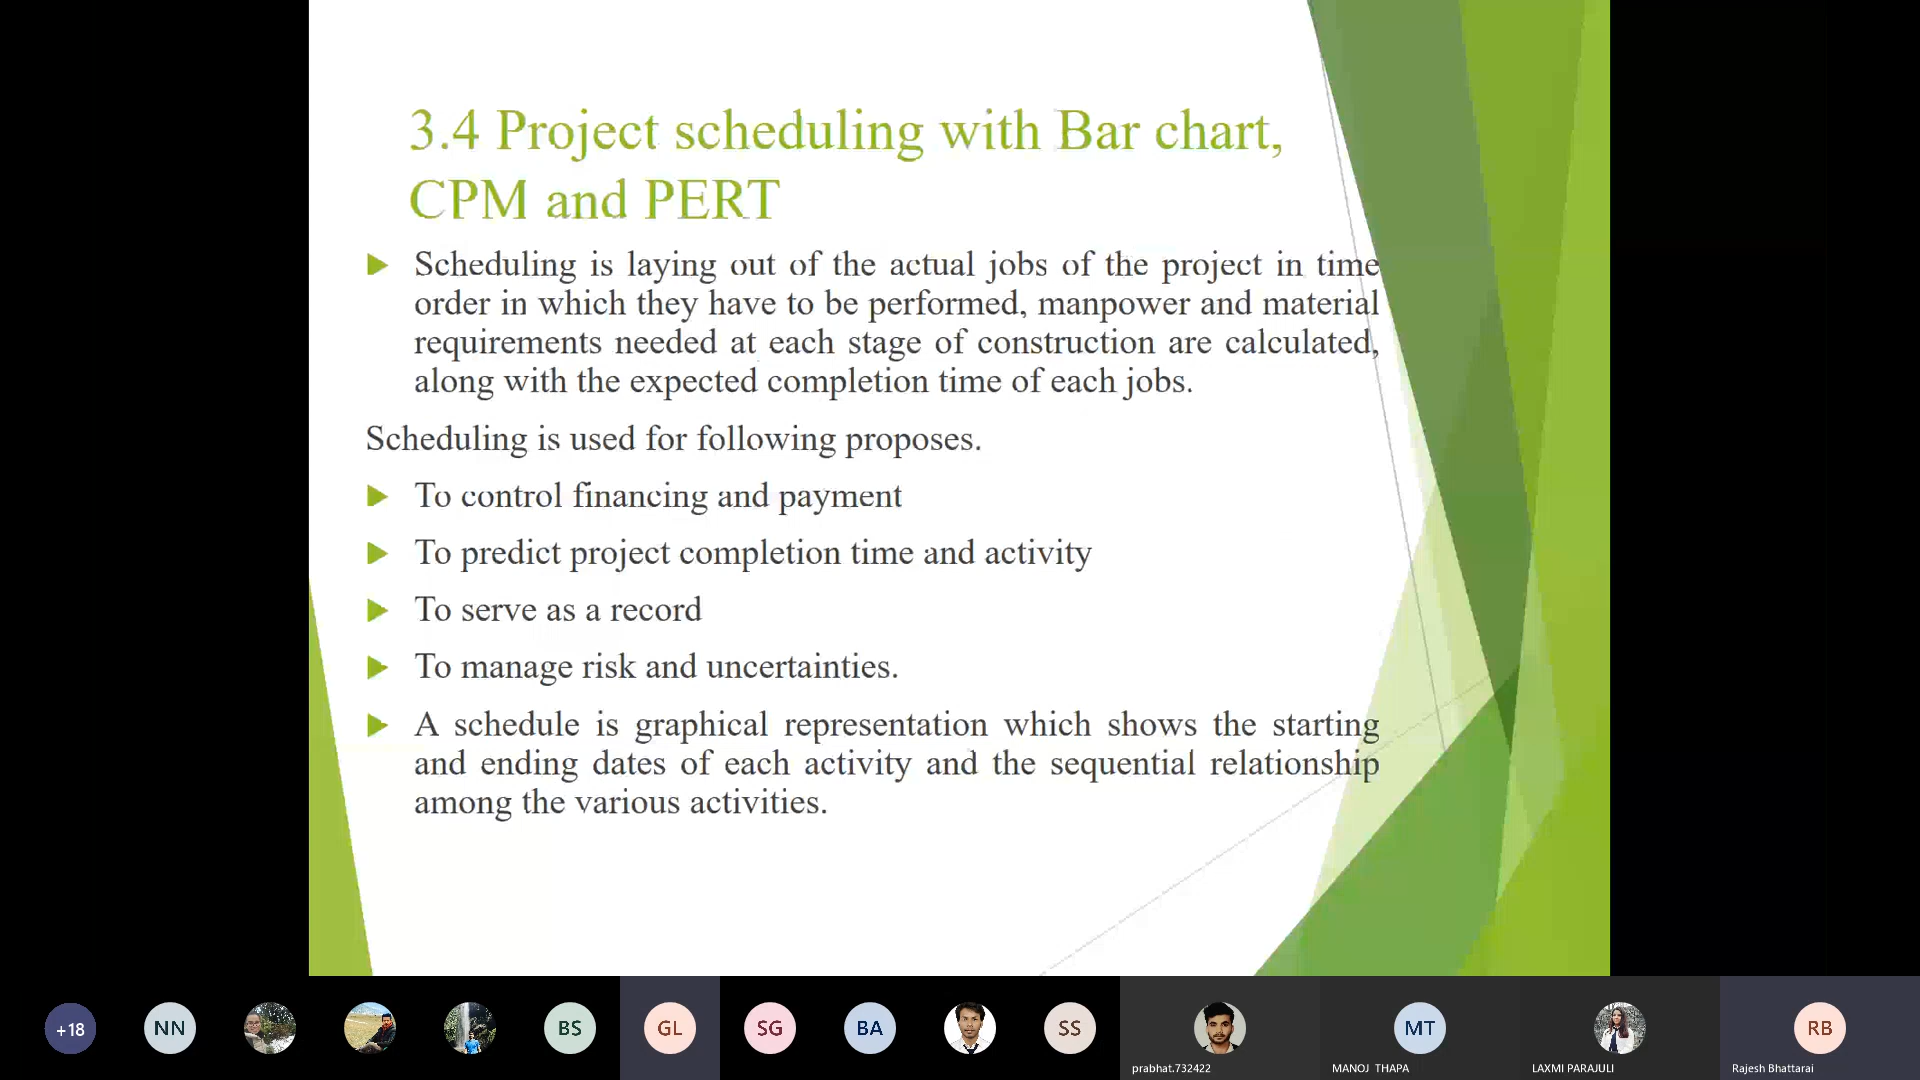 3.4 Project scheduling with Bar chart,
CPM and PERT
Scheduling is laying out of the actual jobs of the project in time
order in which they have to be performed, manpower and material
requirements needed at each stage of construction are calculated,
along with the expected completion time of each jobs.
Scheduling is used for following proposes.
To control financing and payment
To predict project completion time and activity
To serve as a record
To manage risk and uncertainties.
A schedule is graphical representation which shows the starting
and ending dates of each activity and the sequential relationship
among the various activities.
+18
NN
BS
GL
SG
BA
SS
MT
RB
prabhat.732422
MANOJ THAPA
LAXMI PARAJULI
Rajesh Bhattarai